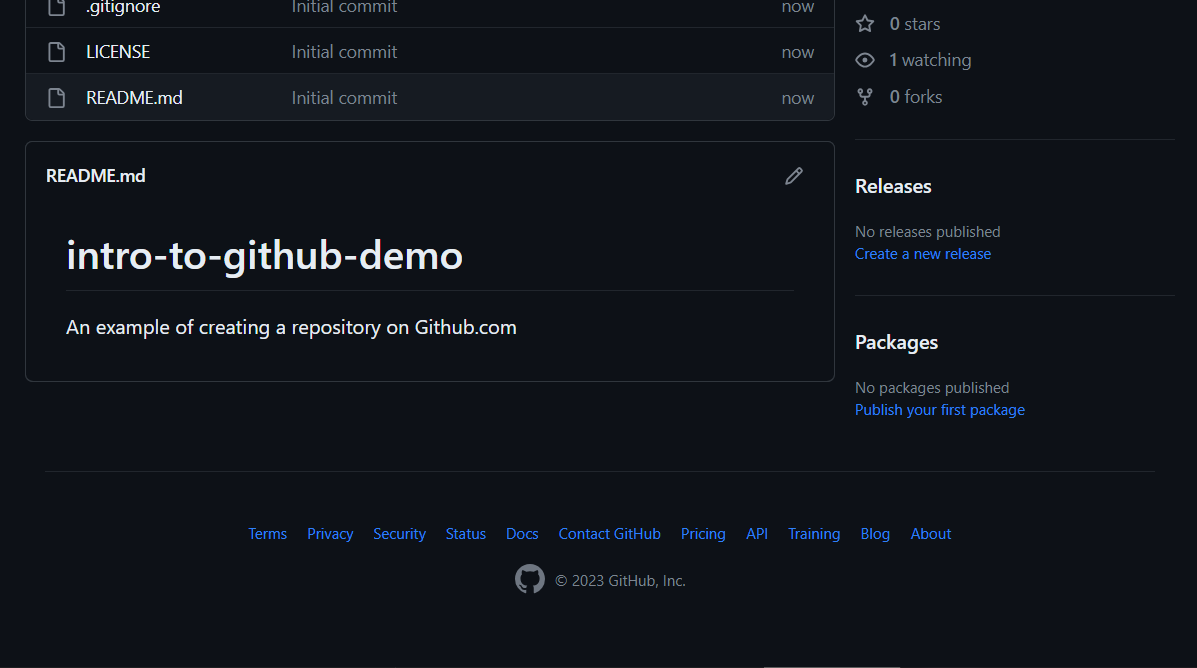 .gitignore Initial commit now
LICENSE Initial commit now
README.md Initial commit now
README.md
intro-to-github-demo
An example of creating a repository on Github.com
0 stars
1 watching
0 forks
Releases
No releases published
Create a new release
Packages
No packages published
Publish your first package
Terms Privacy Security Status Docs Contact GitHub Pricing API Training Blog About
© 2023 GitHub, Inc.